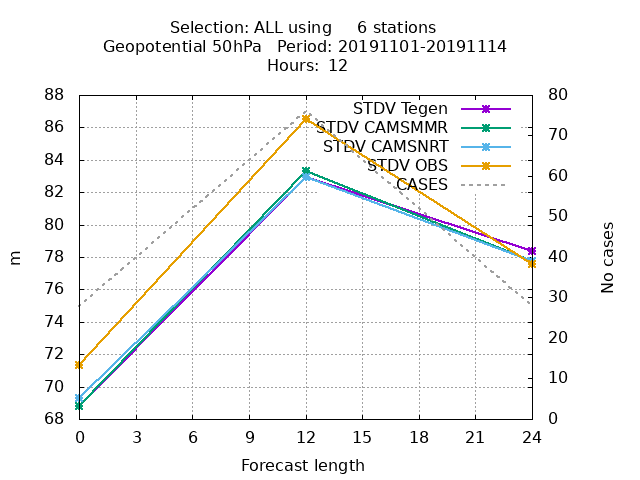 Selection: ALL using     6 stations
Geopotential 50hPa   Period: 20191101-20191114
Hours:  12
88 80
STDV Tegen
86 70
STDV CAMSMMR
STDV CAMSNRT
84
STDV OBS
60
CASES
82
80 50
No cases
78 40
m
76
30
74
20
72
70 10
68 0
0 3 6 9 12 15 18 21 24
Forecast length